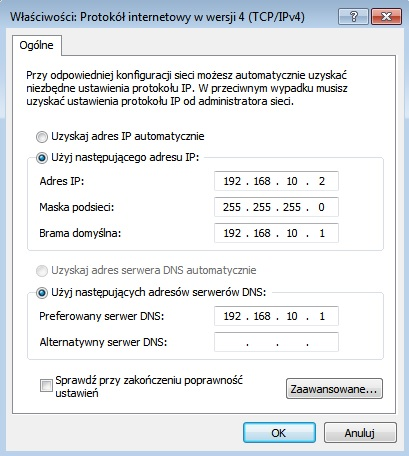 Właściwości: Protokół internetowy w wersji 4 (TCP/IPv4)
Ogólne
Przy odpowiedniej konfiguracji sieci możesz automatycznie uzyskać
niezbędne ustawienia protokołu IP. W przeciwnym wypadku musisz
uzyskać ustawienia protokołu IP od administratora sieci.
Uzyskaj adres IP automatycznie
Użyj następującego adresu IP:
Adres IP: 192 . 168 . 10 . 2
Maska podsieci: 255 . 255 . 255 . 0
Brama domyślna: 192 . 168 . 10 . 1
Uzyskaj adres serwera DNS automatycznie
Użyj następujących adresów serwerów DNS:
Preferowany serwer DNS: 192 . 168 . 10 . 1
Alternatywny serwer DNS: . . .
Sprawdź przy zakończeniu poprawność
ustawień
Zaawansowane...
OK Anuluj